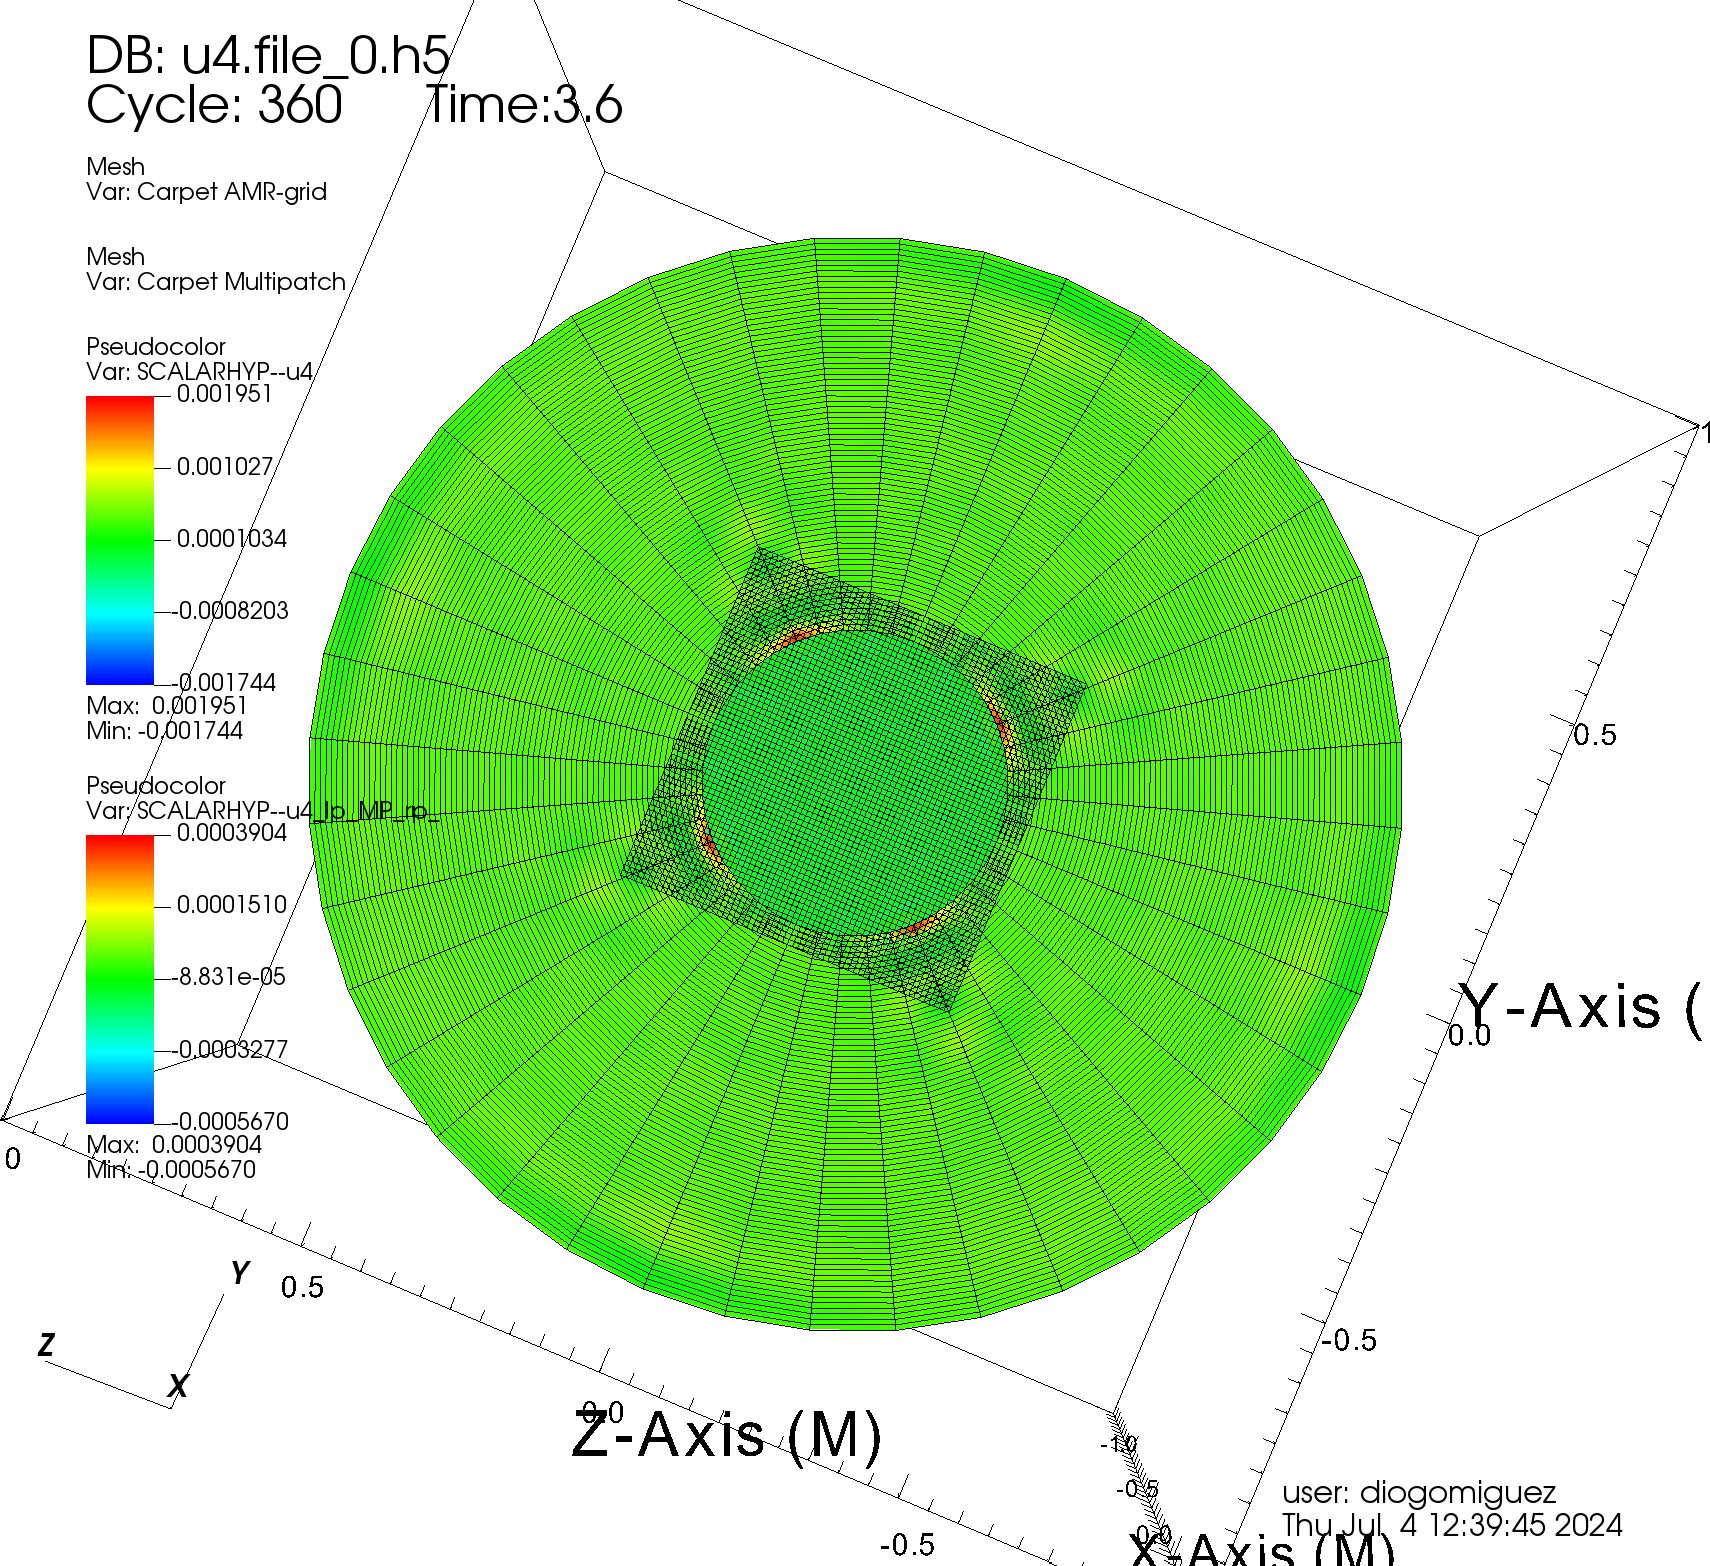 DB: u4.file_0.h5
Cycle: 360 Time:3.6
Mesh
Var: Carpet AMR-grid
Mesh
Var: Carpet Multipatch
Pseudocolor
Var: SCALARHYP--u4
0.001951
0.001027
0.0001034
-0.0008203
-0.001744
Max: 0.001951
Min: -0.001744
Pseudocolor
Var: SCALARHYP--u4_lp_MP_rp_
0.0003904
0.0001510
-8.831e-05
-0.0003277
-0.0005670
Max: 0.0003904
Min: -0.0005670
1
0.5
Y-Axis (
0.0
-0.5
0
0.5
0.0
Z-Axis (M)
-0.5
Y
Z
X
-1.0
-0.5
0.0
X-Axis (M)
user: diogomiguez
Thu Jul 4 12:39:45 2024